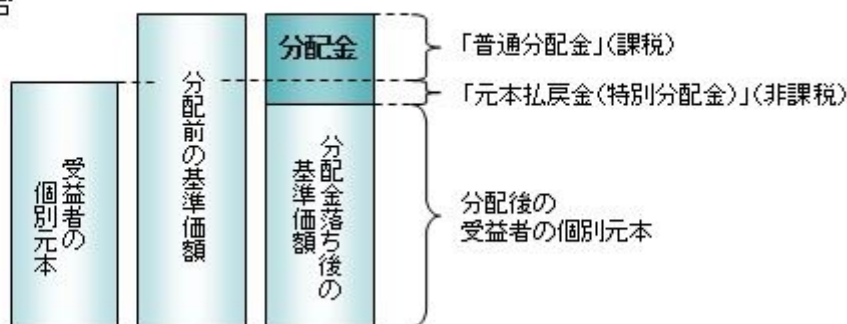 受益者の
個別元本
分配前の基準価額
分配金
分配金落ち後の
基準価額
「普通分配金」(課税)
「元本払戻金(特別分配金)」(非課税)
分配後の
受益者の個別元本